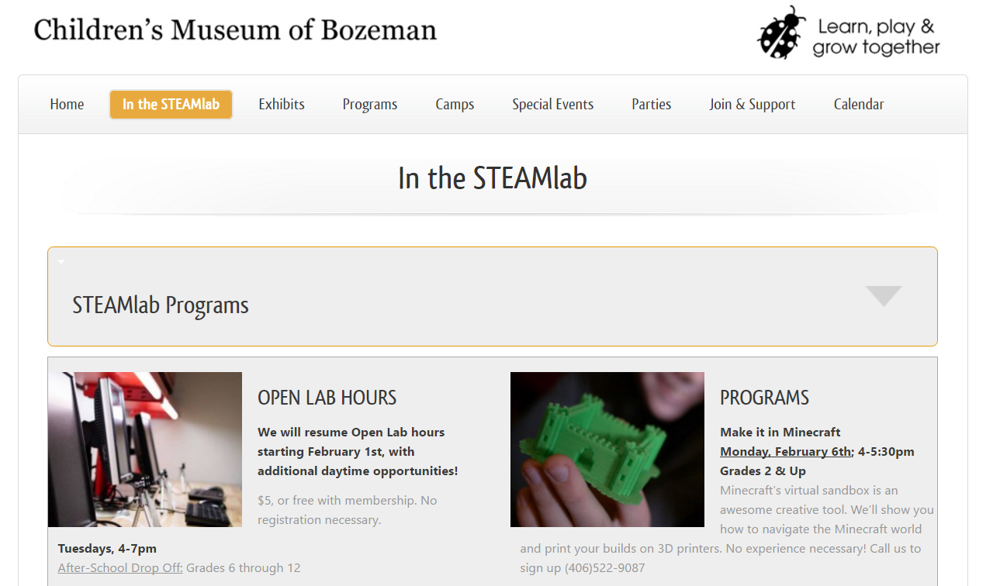 Children's Museum of Bozeman
Learn, play &
grow together
Home In the STEAMlab Exhibits Programs Camps Special Events Parties Join & Support Calendar
In the STEAMlab
STEAMlab Programs
OPEN LAB HOURS
We will resume Open Lab hours
starting February 1st, with
additional daytime opportunities!
$5, or free with membership. No
registration necessary.
Tuesdays, 4-7pm
After-School Drop Off: Grades 6 through 12
PROGRAMS
Make it in Minecraft
Monday, February 6th; 4-5:30pm
Grades 2 & Up
Minecraft's virtual sandbox is an
awesome creative tool. We'll show you
how to navigate the Minecraft world
and print your builds on 3D printers. No experience necessary! Call us to
sign up (406)522-9087